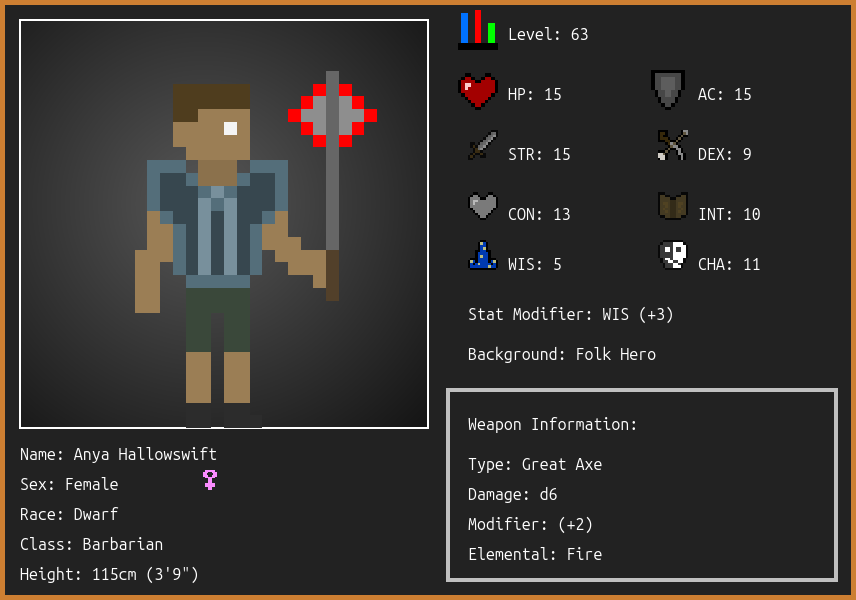 Level: 63
HP: 15
AC: 15
STR: 15
DEX: 9
CON: 13
INT: 10
WIS: 5
CHA: 11
Stat Modifier: WIS (+3)
Background: Folk Hero
Weapon Information:
Type: Great Axe
Damage: d6
Modifier: (+2)
Elemental: Fire
Name: Anya Hallowswift
Sex: Female
Race: Dwarf
Class: Barbarian
Height: 115cm (3'9")